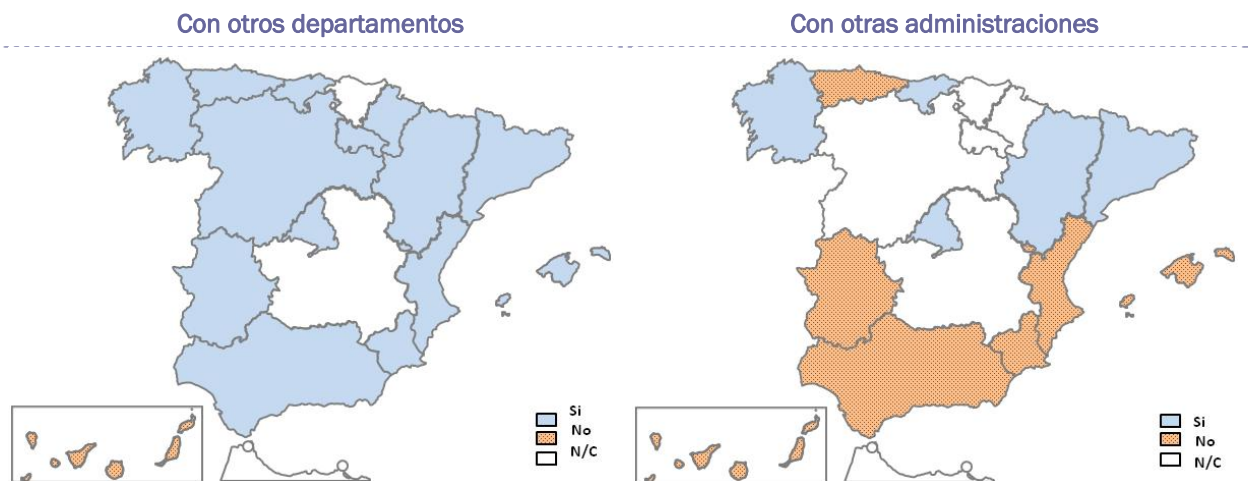 Con otros departamentos
Con otras administraciones
Si
No
N/C
Si
No
N/C